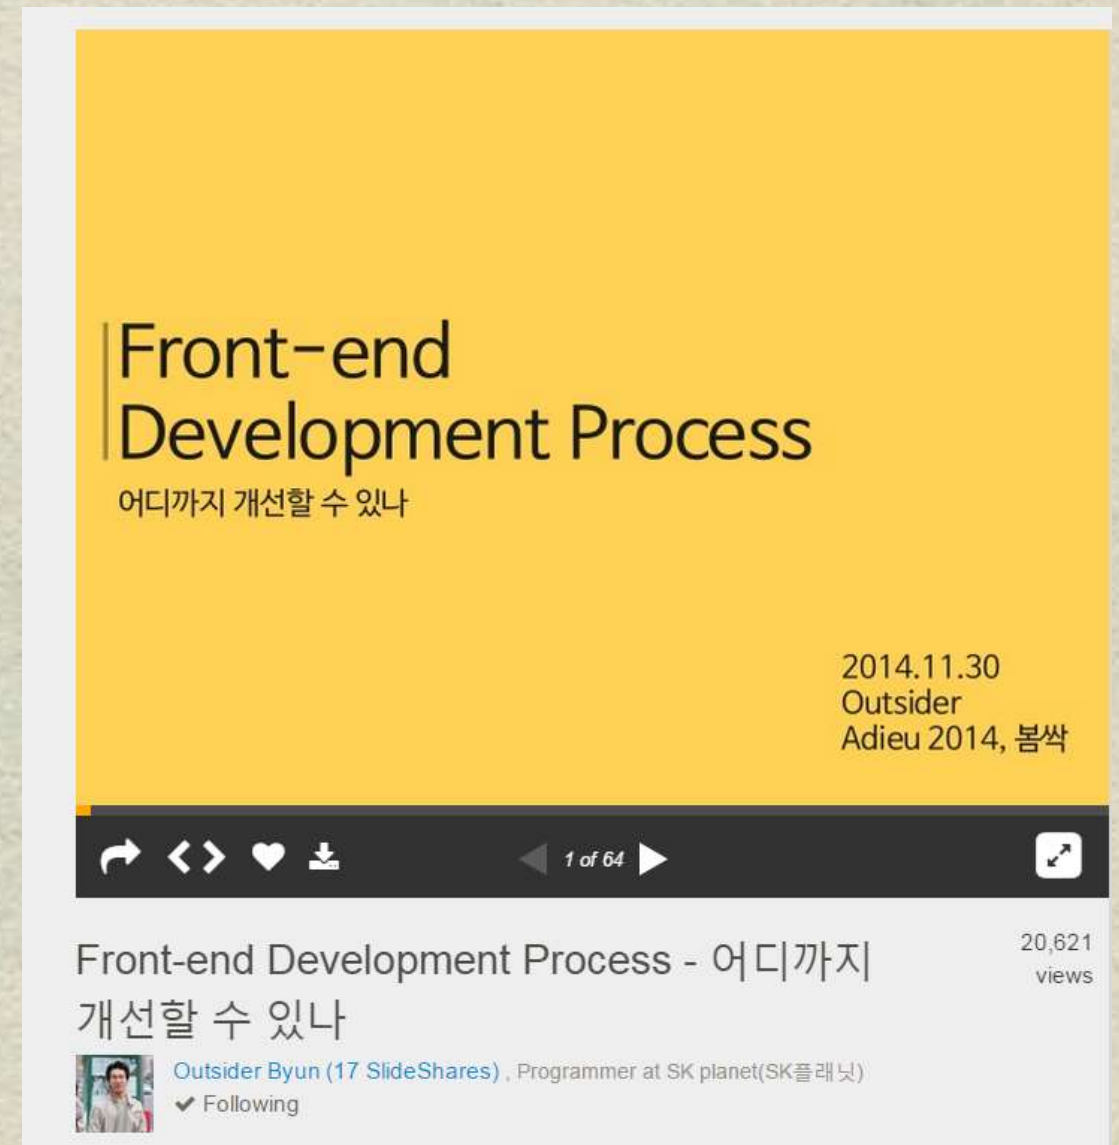 Front-end
Development Process
어디까지 개선할 수 있나
2014.11.30
Outsider
Adieu 2014, 봄싹
1 of 64
Front-end Development Process - 어디까지
개선할 수 있나
20,621
views
Outsider Byun (17 SlideShares) , Programmer at SK planet(SK플래닛)
Following